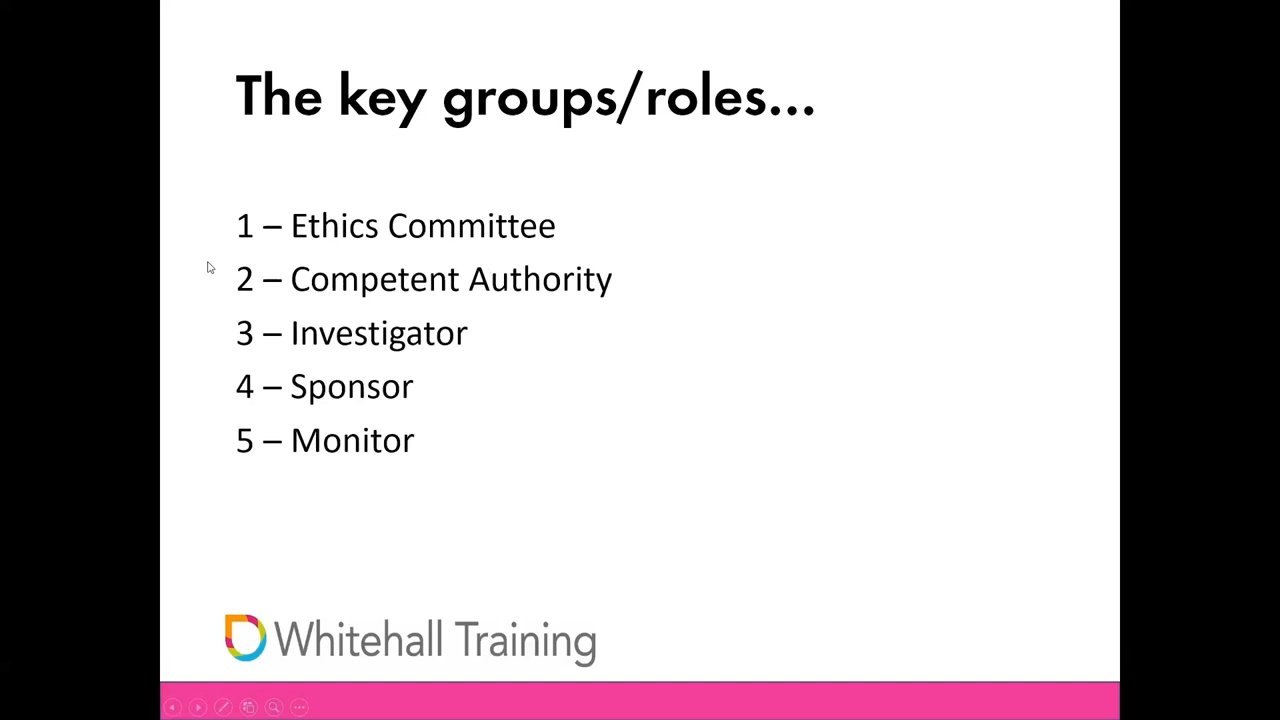 The key groups/roles...
1 – Ethics Committee
2 – Competent Authority
3 – Investigator
4 – Sponsor
5 – Monitor
Whitehall Training